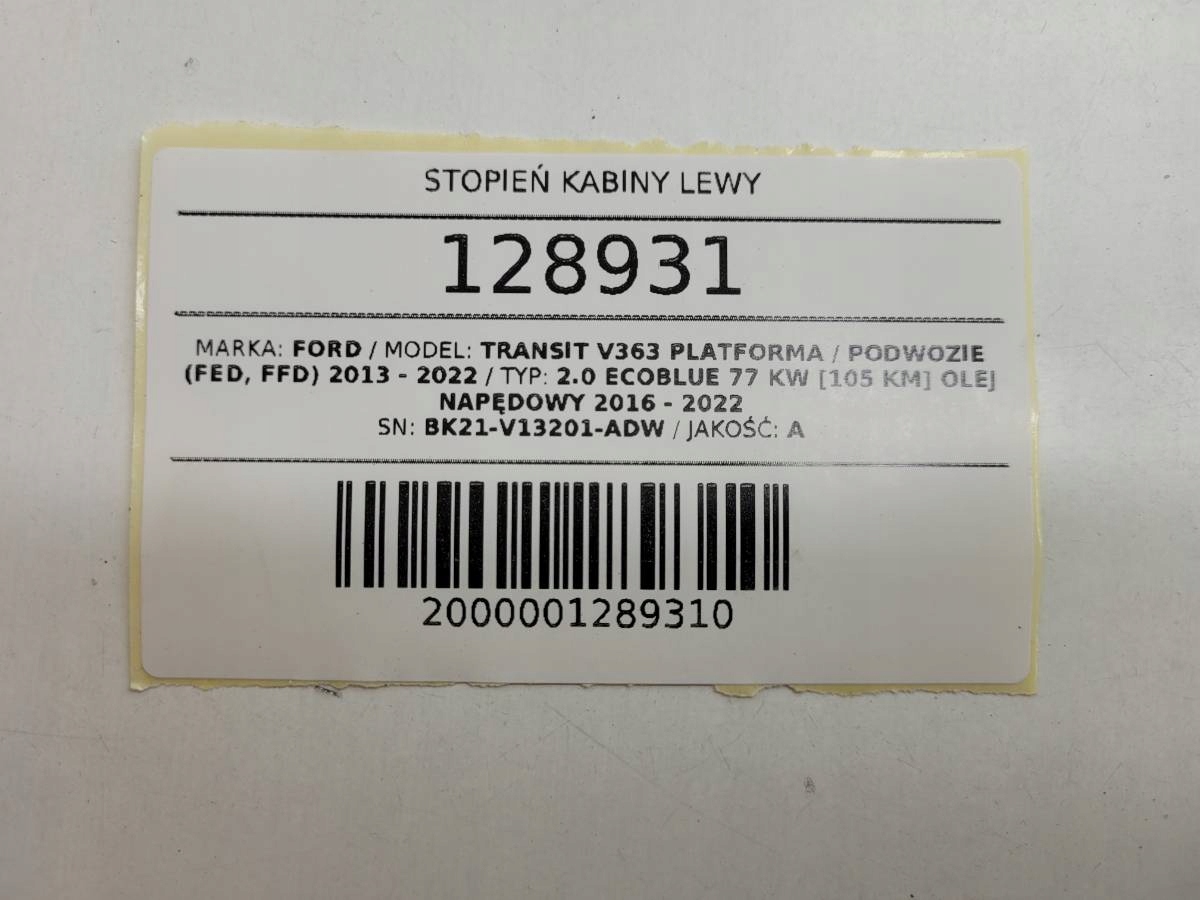 STOPIEŃ KABINY LEWY
128931
MARKA: FORD / MODEL: TRANSIT V363 PLATFORMA / PODWOZIE
(FED, FFD) 2013 - 2022 / TYP: 2.0 ECOBLUE 77 KW [105 KM] OLEJ
NAPĘDOWY 2016 - 2022
SN: BK21-V13201-ADW / JAKOŚĆ: A
2000001289310